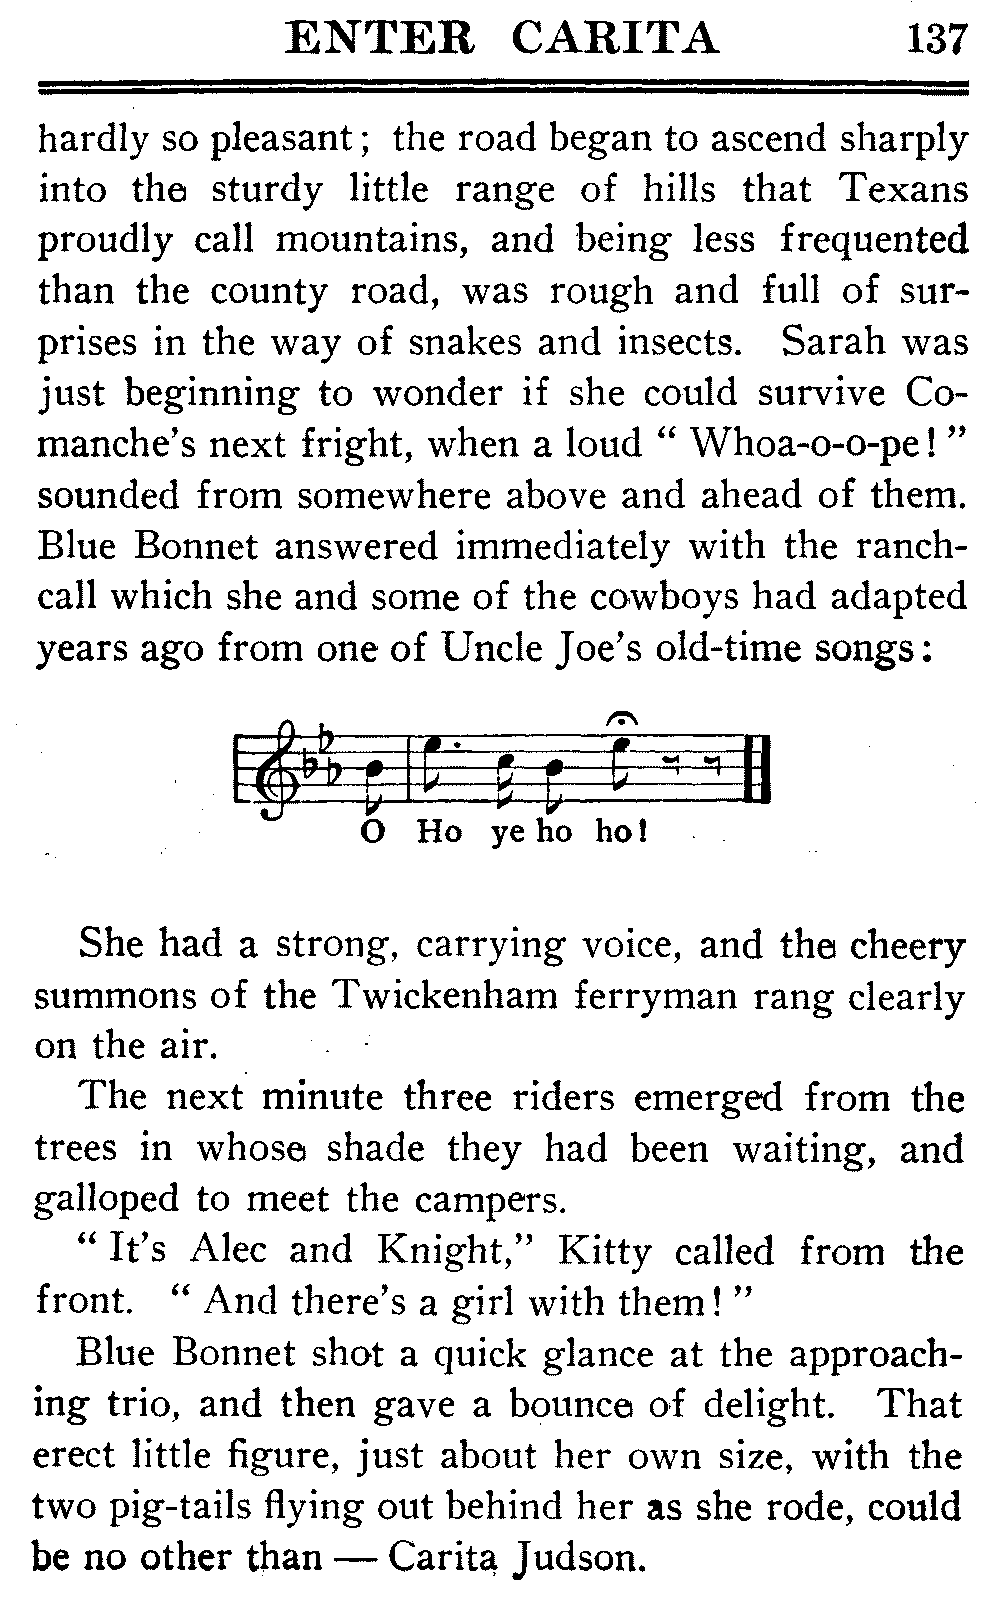 ENTER CARITA 137
hardly so pleasant; the road began to ascend sharply
into the sturdy little range of hills that Texans
proudly call mountains, and being less frequented
than the county road, was rough and full of sur-
prises in the way of snakes and insects. Sarah was
just beginning to wonder if she could survive Co-
manche's next fright, when a loud “ Whoa-o-o-pe! ”
sounded from somewhere above and ahead of them.
Blue Bonnet answered immediately with the ranch-
call which she and some of the cowboys had adapted
years ago from one of Uncle Joe's old-time songs:
O Ho ye ho ho!
She had a strong, carrying voice, and the cheery
summons of the Twickenham ferryman rang clearly
on the air.
The next minute three riders emerged from the
trees in whose shade they had been waiting, and
galloped to meet the campers.
“ It's Alec and Knight,” Kitty called from the
front. “ And there's a girl with them! ”
Blue Bonnet shot a quick glance at the approach-
ing trio, and then gave a bounce of delight. That
erect little figure, just about her own size, with the
two pig-tails flying out behind her as she rode, could
be no other than — Carita Judson.